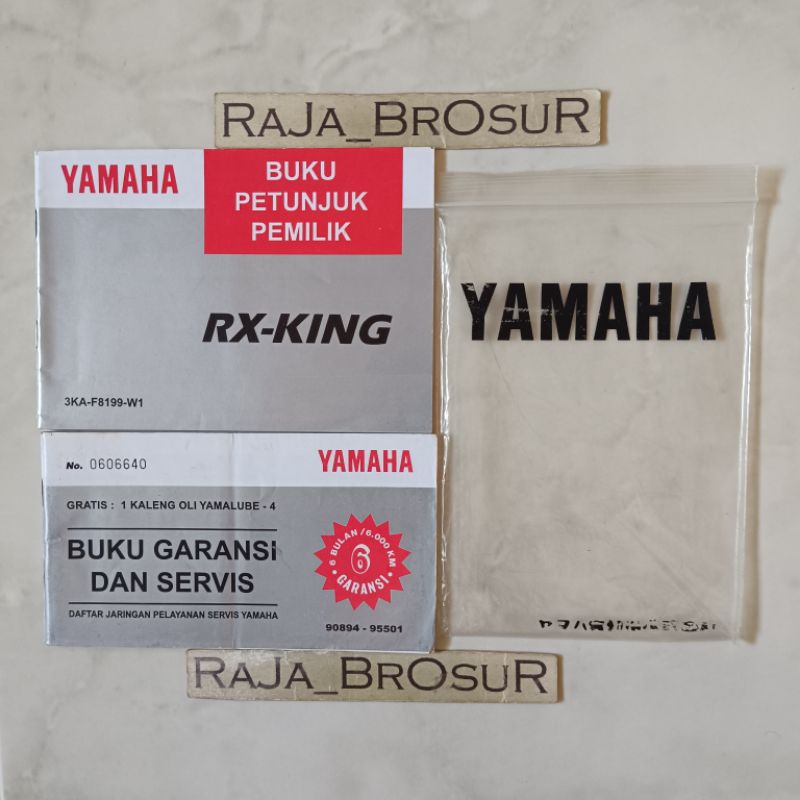 RAJA_BROSUR
YAMAHA
BUKU
PETUNJUK
PEMILIK
RX-KING
3KA-F8199-W1
YAMAHA
No. 0606640
YAMAHA
GRATIS : 1 KALENG OLI YAMALUBE - 4
BUKU GARANSI
DAN SERVIS
DAFTAR JARINGAN PELAYANAN SERVIS YAMAHA
6 BULAN/6.000 KM
6
GARANSI
90894 - 95501
RAJA_BROSUR